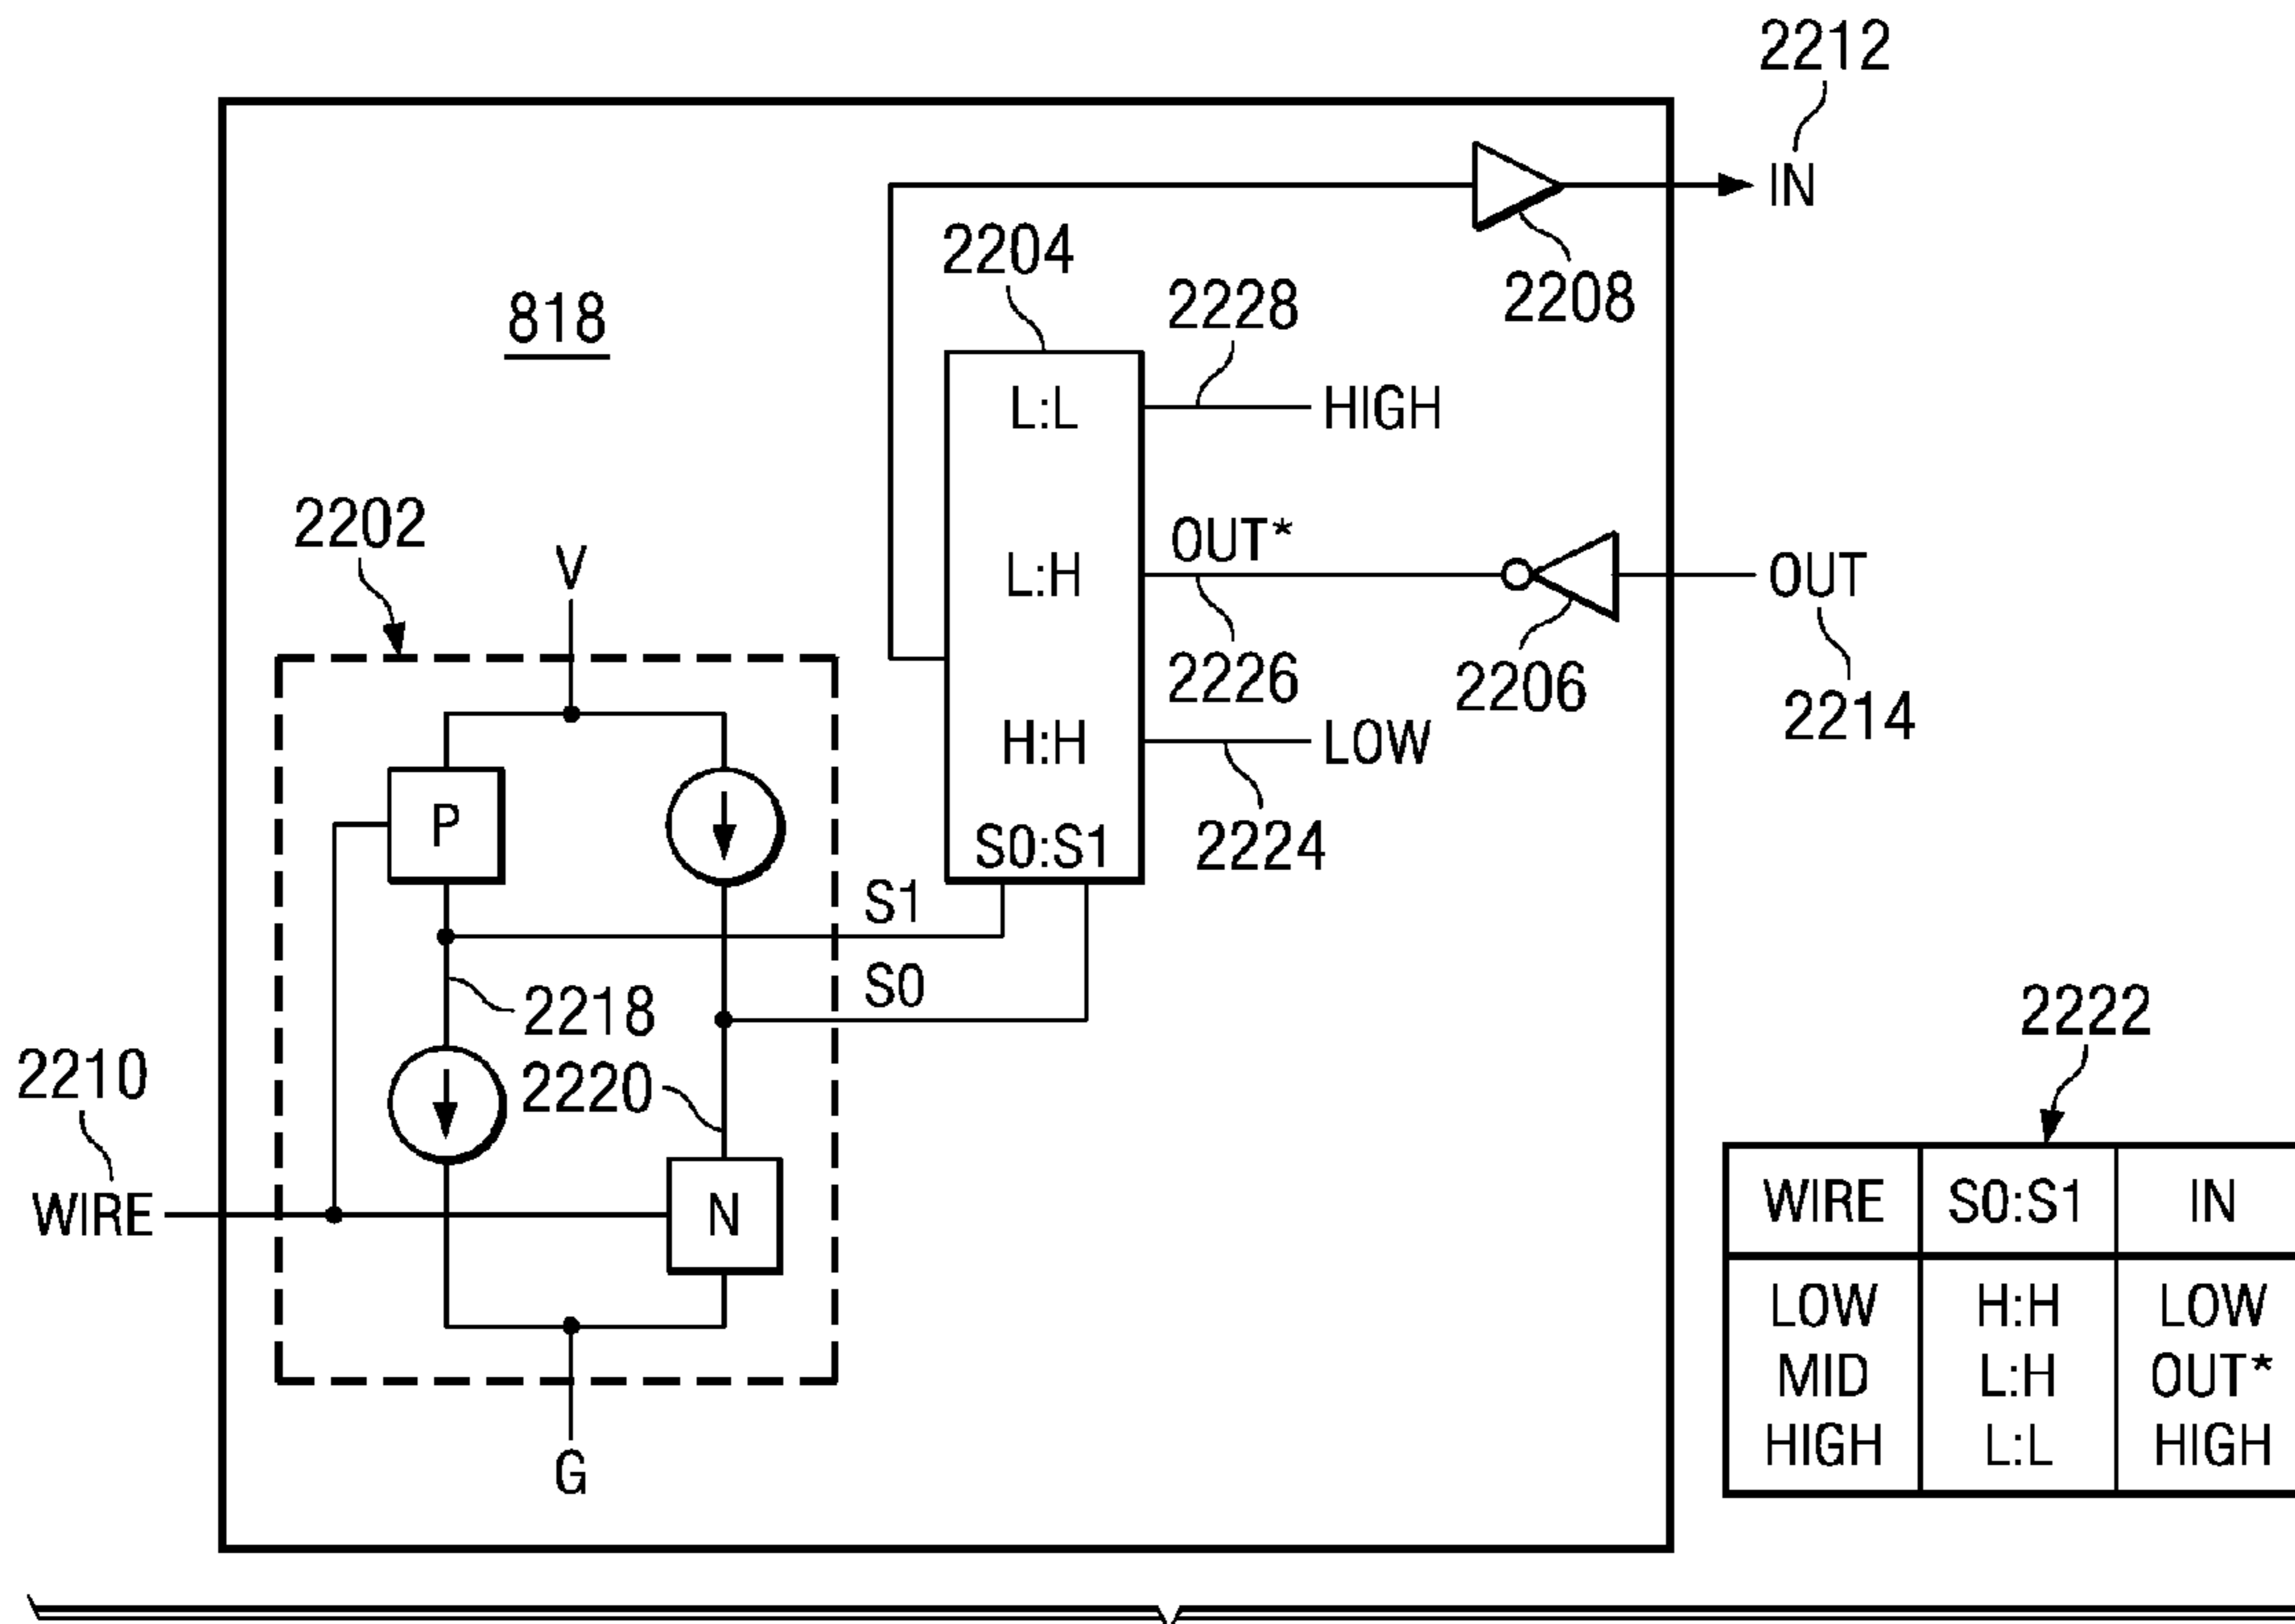 2212
IN
2204
2228
2208
818
L:L
HIGH
2202
V
OUT*
L:H
OUT
2226
2206
2214
H:H
LOW
P
S0:S1
2224
S1
S0
2218
2222
2210
2220
WIRE
N
G
WIRE S0:S1 IN
LOW H:H LOW
MID L:H OUT*
HIGH L:L HIGH